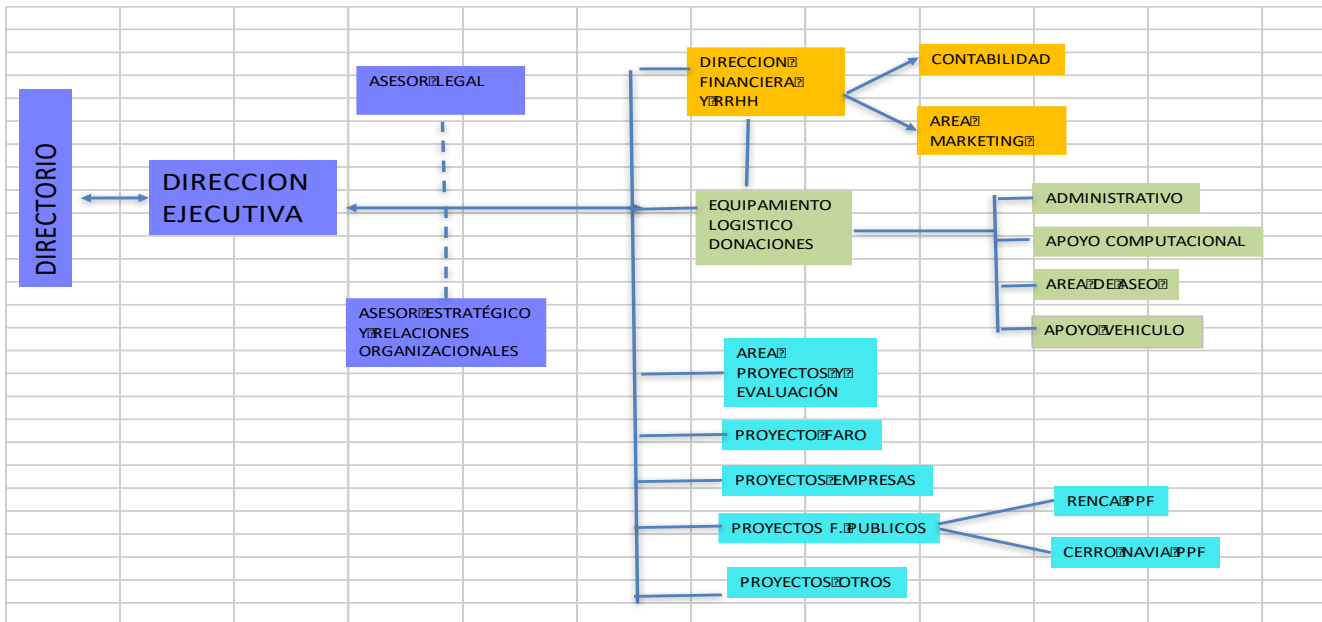 DIRECTORIO
DIRECCION
EJECUTIVA
ASESOR LEGAL
ASESOR ESTRATÉGICO
Y RELACIONES
ORGANIZACIONALES
DIRECCION
FINANCIERA
Y RRHH
CONTABILIDAD
AREA
MARKETING
EQUIPAMIENTO
LOGISTICO
DONACIONES
ADMINISTRATIVO
APOYO COMPUTACIONAL
AREA DE ASEO
APOYO VEHICULO
AREA
PROYECTOS Y
EVALUACIÓN
PROYECTO FARO
PROYECTOS EMPRESAS
PROYECTOS F. PUBLICOS
RENCA PPF
CERRO NAVIA PPF
PROYECTOS OTROS